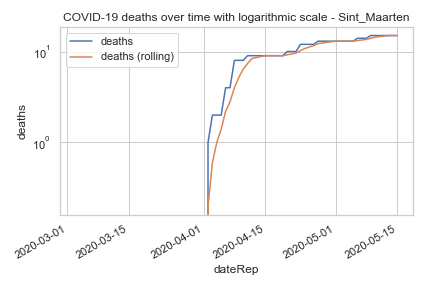 COVID-19 deaths over time with logarithmic scale - Sint_Maarten
deaths
deaths (rolling)
10¹
10⁰
deaths
2020-03-01
2020-03-15
2020-04-01
2020-04-15
2020-05-01
2020-05-15
dateRep